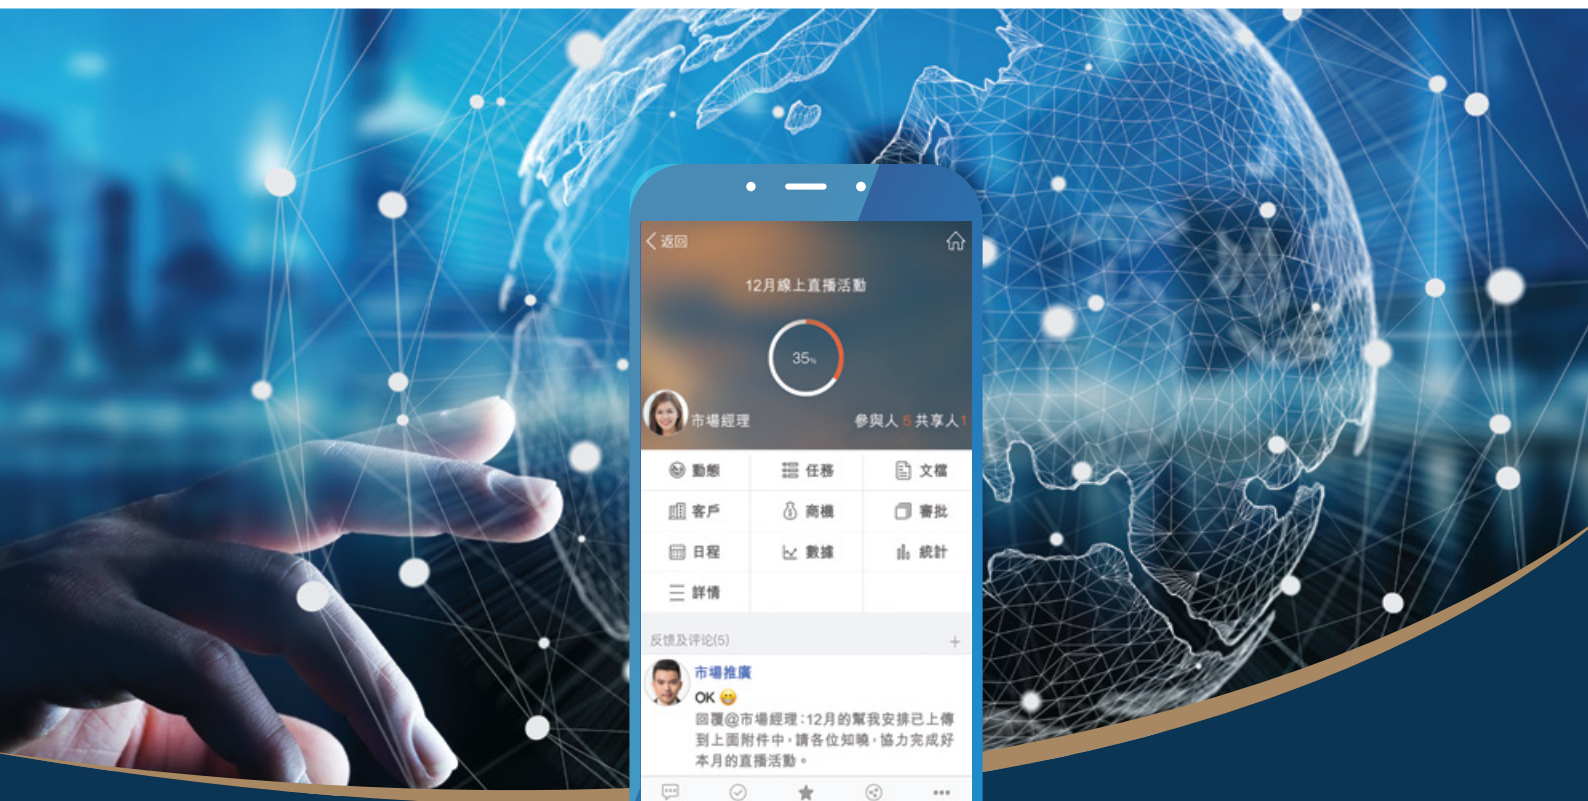 返回
12月線上直播活動
35%
市場經理
參與人 5 共享人1
動態 任務 文檔
客戶 商機 審批
日程 數據 統計
詳情
反馈及评论(5)
市場推廣
OK
回覆@市場經理：12月的幫我安排已上傳
到上面附件中，請各位知曉，協力完成好
本月的直播活動。